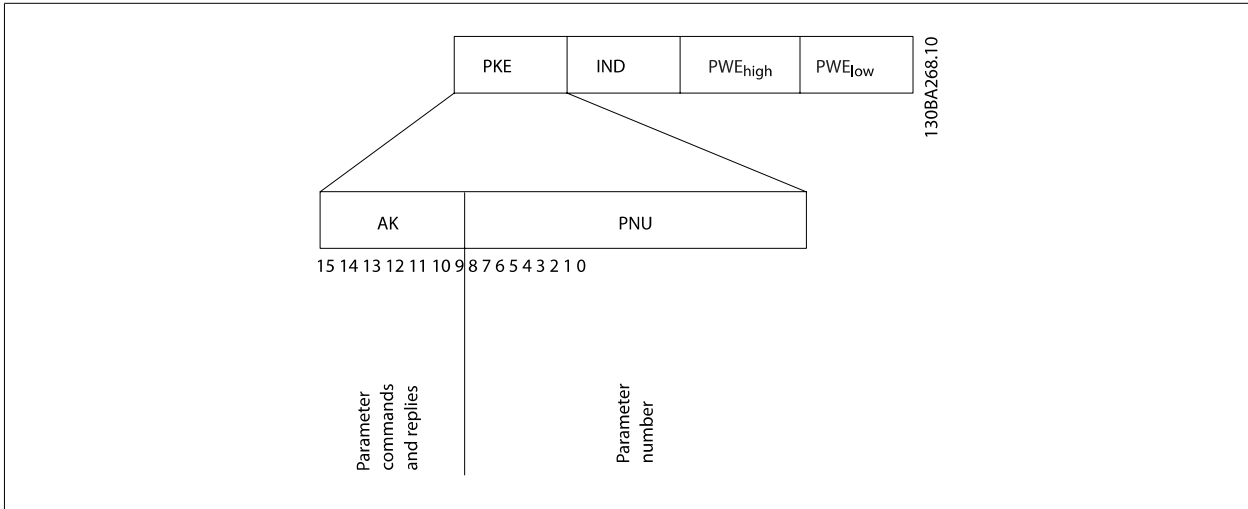 PKE IND PWEhigh PWElow
130BA268.10
AK PNU
15 14 13 12 11 10 9 8 7 6 5 4 3 2 1 0
Parameter
commands
and replies
Parameter
number